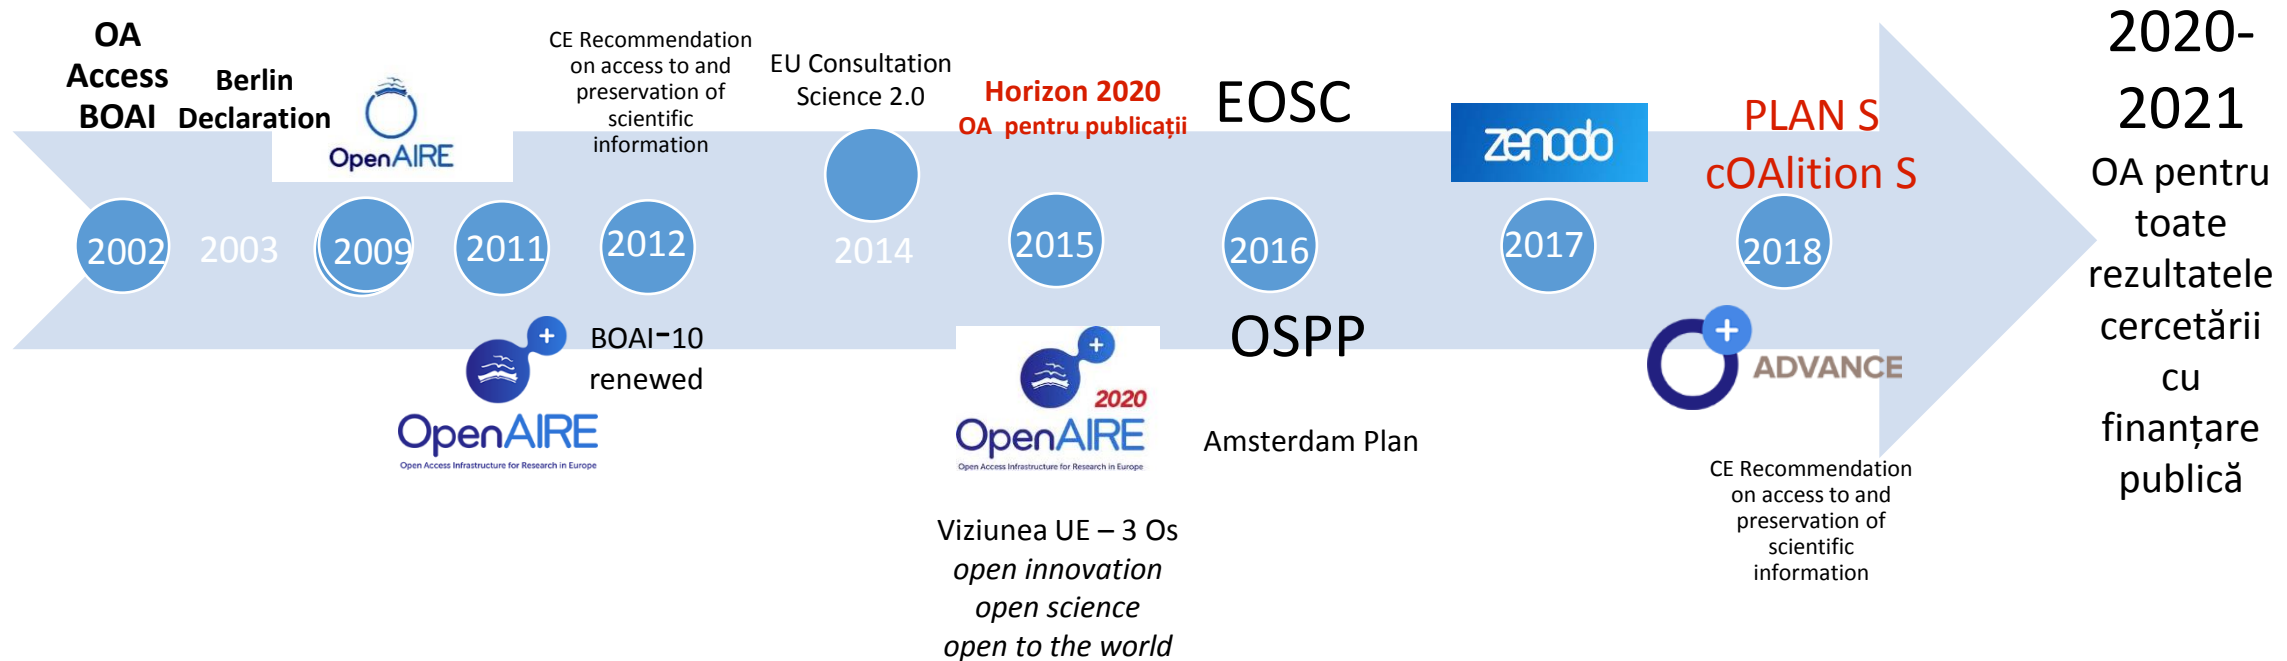 OA
Access
BOAI
Berlin
Declaration
OpenAIRE
CE Recommendation
on access to and
preservation of
scientific
information
EU Consultation
Science 2.0
Horizon 2020
OA pentru publicații
EOSC
zenodo
PLAN S
cOAlition S
2002
2003
2009
2011
2012
2014
2015
2016
2017
2018
OpenAIRE
Open Access Infrastructure for Research in Europe
BOAI-10
renewed
2020
OpenAIRE
Open Access Infrastructure for Research in Europe
Viziunea UE – 3 Os
open innovation
open science
open to the world
OSPP
Amsterdam Plan
ADVANCE
CE Recommendation
on access to and
preservation of
scientific
information
2020-
2021
OA pentru
toate
rezultatele
cercetării
cu
finanțare
publică